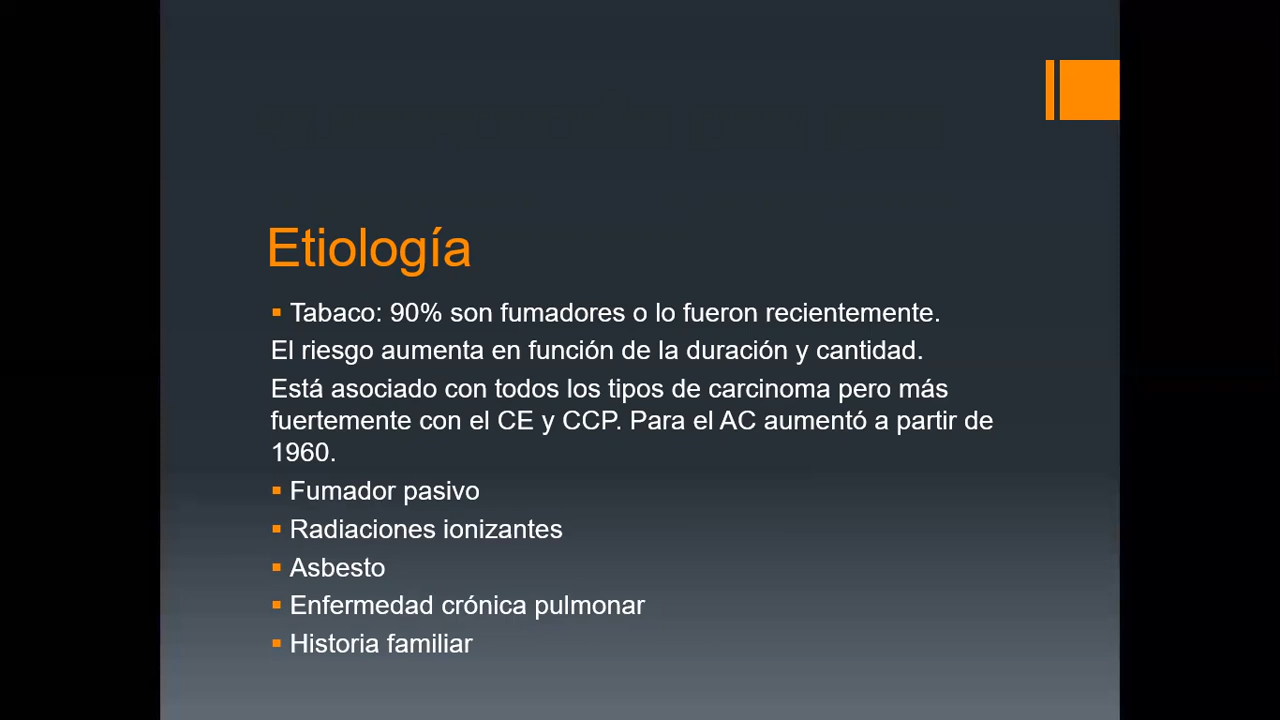 Etiología
Tabaco: 90% son fumadores o lo fueron recientemente.
El riesgo aumenta en función de la duración y cantidad.
Está asociado con todos los tipos de carcinoma pero más
fuertemente con el CE y CCP. Para el AC aumentó a partir de
1960.
Fumador pasivo
Radiaciones ionizantes
Asbesto
Enfermedad crónica pulmonar
Historia familiar